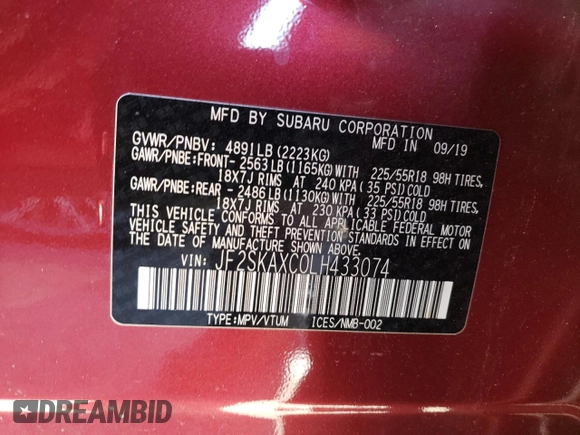 MFD BY SUBARU CORPORATION
GVWR/PNBV: 4891LB(2223KG) MADE IN JAPAN 09/19
GAWR/PNBE:FRONT- 2563LB(1165KG)WITH 225/55R18 98H TIRES,
18X7J RIMS AT 240 KPA(35 PSI)COLD
GAWR/PNBE:REAR - 2486LB(1130KG)WITH 225/55R18 98H TIRES,
18X7J RIMS AT 230 KPA(33 PSI)COLD
THIS VEHICLE CONFORMS TO ALL APPLICABLE FEDERAL MOTOR
VEHICLE SAFETY AND THEFT PREVENTION STANDARDS IN EFFECT ON
THE DATE OF MANUFACTURE SHOWN ABOVE.
VIN: JF2SKAXC0LH433074
TYPE:MPV/VTUM ICES/NMB-002
DREAMBID